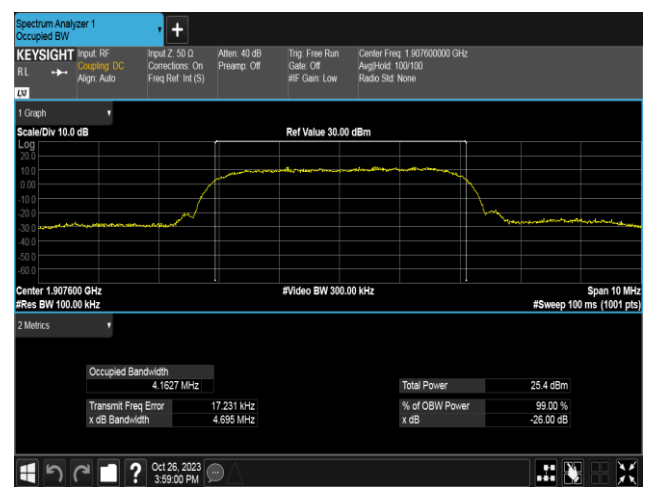 Spectrum Analyzer 1
Occupied BW
+
KEYSIGHT Input: RF Input Z: 50 Ω Atten: 40 dB Trig: Free Run Center Freq: 1.907600000 GHz
RL Coupling: DC Corrections: On Preamp: Off Gate: Off Avg|Hold: 100/100
Align: Auto Freq Ref: Int (S) #IF Gain: Low Radio Std: None
LXI
1 Graph
Scale/Div 10.0 dB Ref Value 30.00 dBm
Log
20.0
10.0
0.00
-10.0
-20.0
-30.0
-40.0
-50.0
-60.0
Center 1.907600 GHz #Video BW 300.00 kHz Span 10 MHz
#Res BW 100.00 kHz #Sweep 100 ms (1001 pts)
2 Metrics
Occupied Bandwidth
4.1627 MHz Total Power 25.4 dBm
Transmit Freq Error 17.231 kHz % of OBW Power 99.00 %
x dB Bandwidth 4.695 MHz x dB -26.00 dB
? Oct 26, 2023
3:59:00 PM